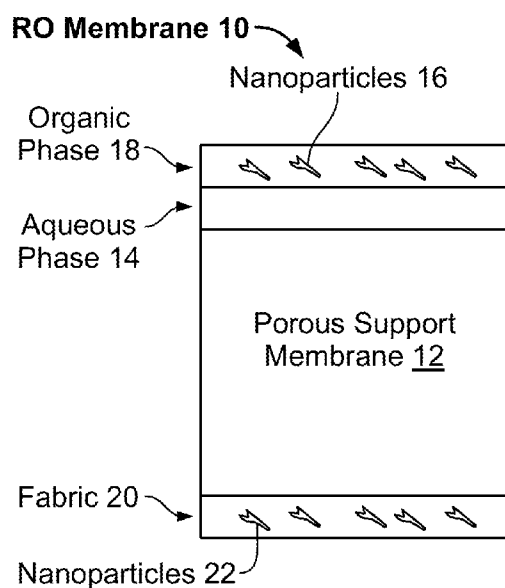 RO Membrane 10
Nanoparticles 16
Organic
Phase 18
Aqueous
Phase 14
Porous Support
Membrane 12
Fabric 20
Nanoparticles 22